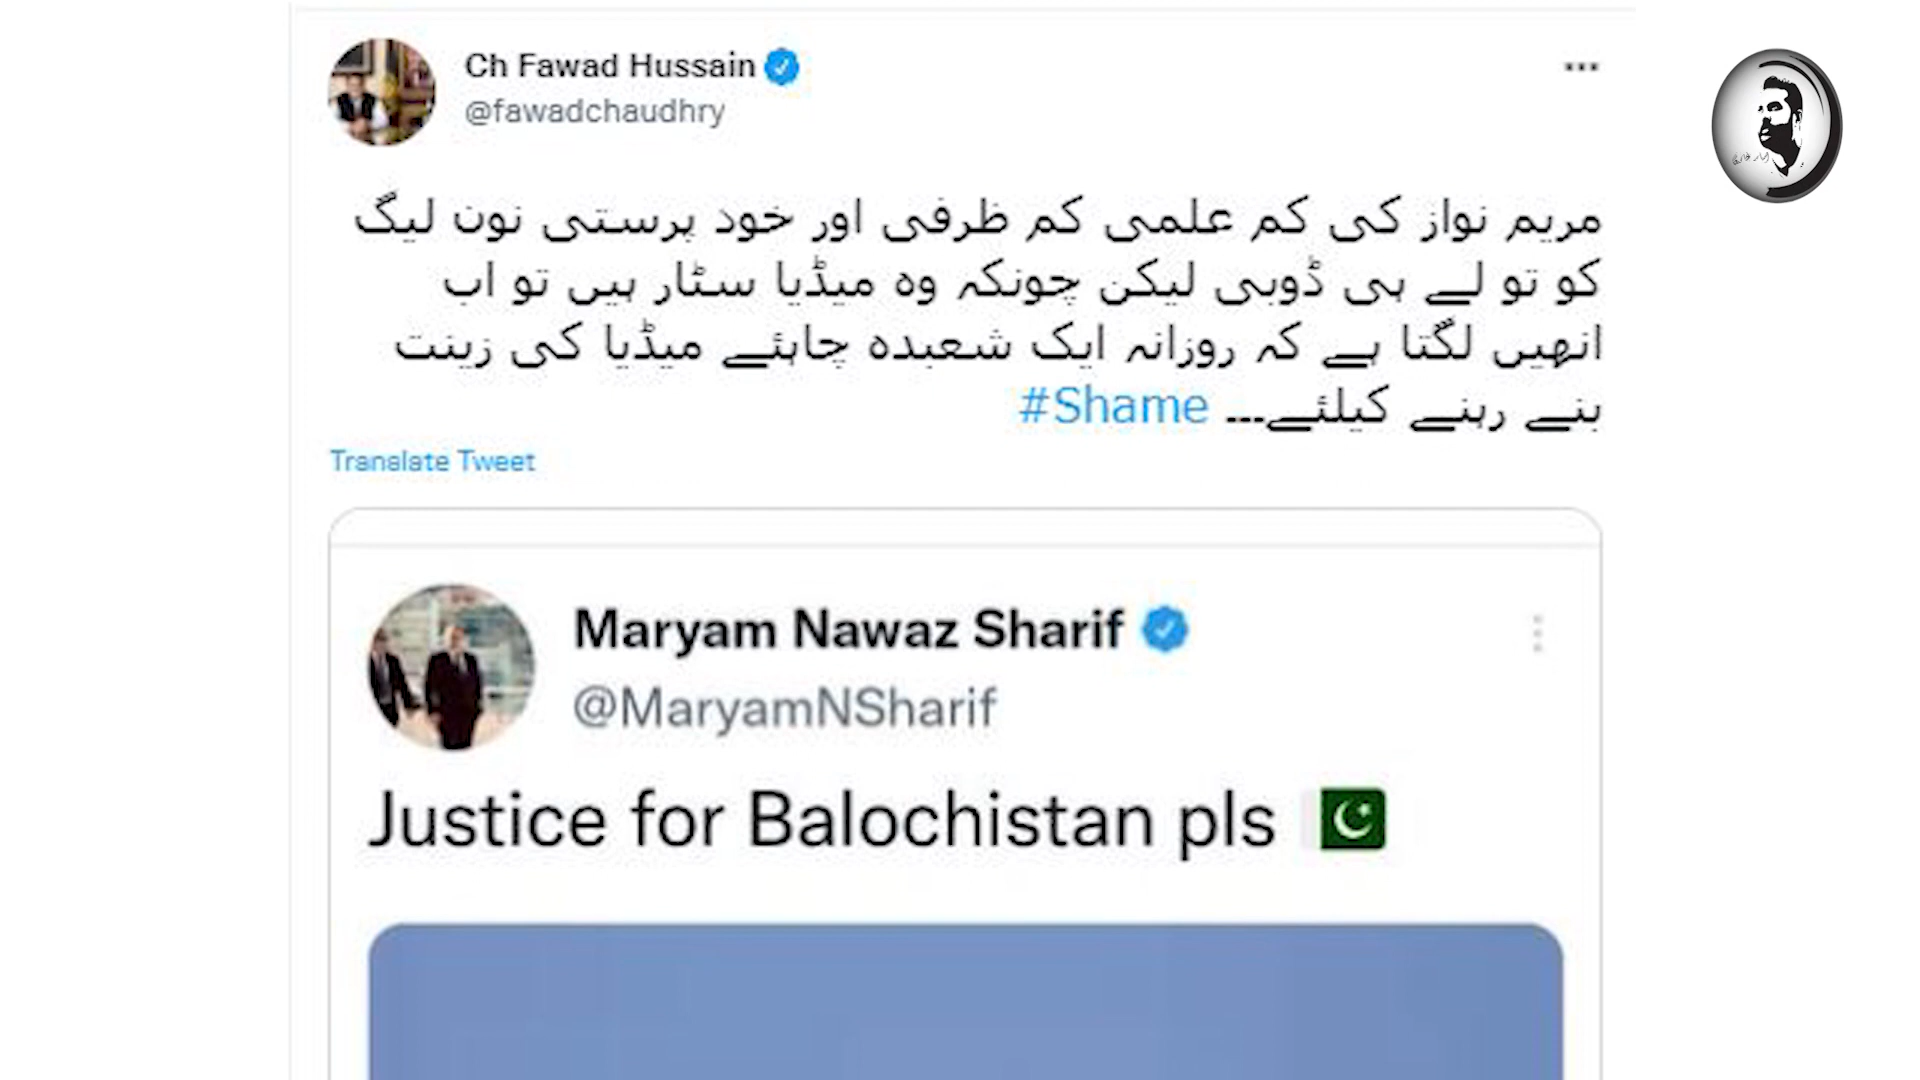 Ch Fawad Hussain
@fawadchaudhry
مریم نواز کی کم علمی کم ظرفی اور خود پرستی نون لیگ
کو تو لے ہی ڈوبی لیکن چونکہ وہ میڈیا سٹار ہیں تو اب
انھیں لگتا ہے کہ روزانہ ایک شعبدہ چاہئے میڈیا کی زینت
بنے رہنے کیلئے... #Shame
Translate Tweet
Maryam Nawaz Sharif
@MaryamNSharif
Justice for Balochistan pls